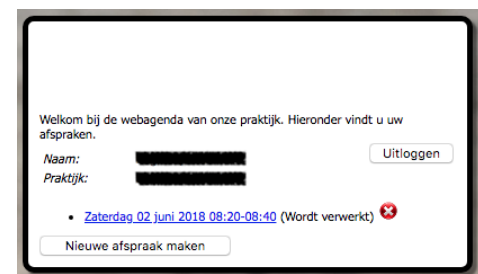 Welkom bij de webagenda van onze praktijk. Hieronder vindt u uw
afspraken.
Naam:
Uitloggen
Praktijk:
Zaterdag 02 juni 2018 08:20-08:40 (Wordt verwerkt)
Nieuwe afspraak maken